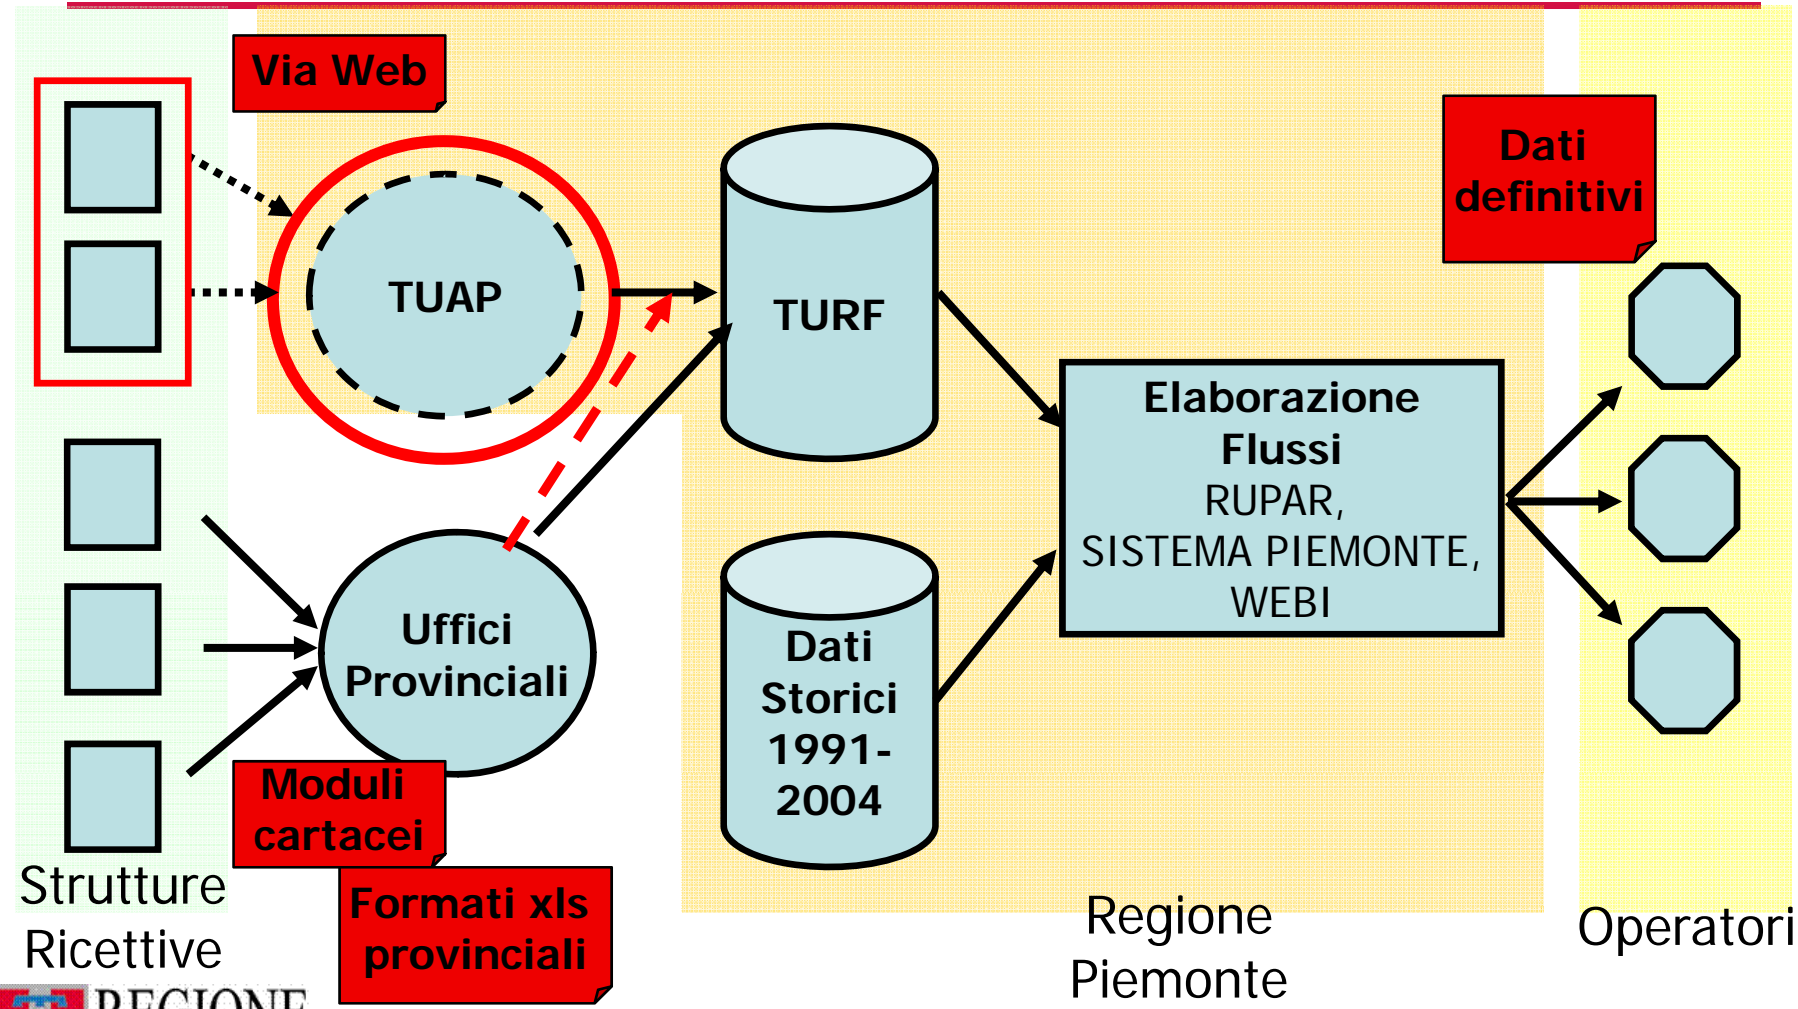 Via Web
Dati
definitivi
TUAP
TURF
Elaborazione
Flussi
RUPAR,
SISTEMA PIEMONTE,
WEBI
Uffici
Provinciali
Dati
Storici
1991-
2004
Moduli
cartacei
Formati xls
provinciali
Strutture
Ricettive
Regione
Piemonte
Operatori
REGIONE